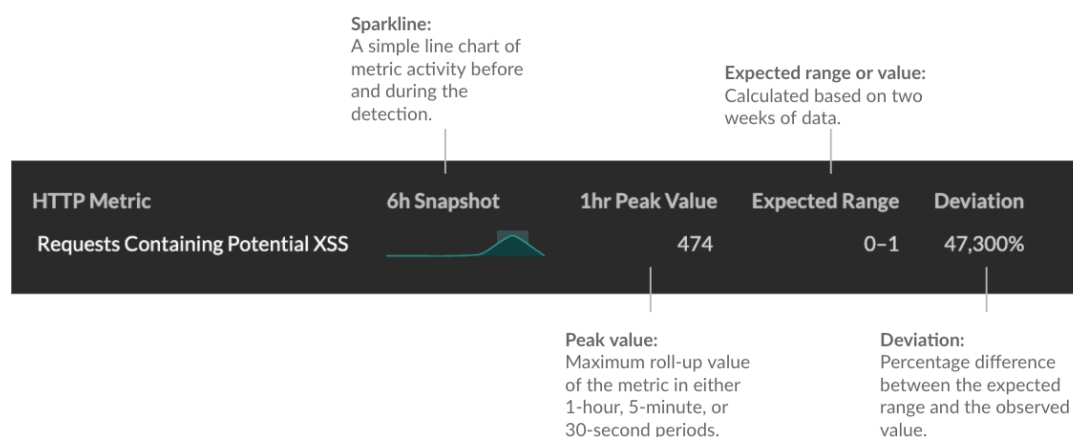 Sparkline:
A simple line chart of
metric activity before
and during the
detection.
Expected range or value:
Calculated based on two
weeks of data.
HTTP Metric 6h Snapshot 1hr Peak Value Expected Range Deviation
Requests Containing Potential XSS 474 0–1 47,300%
Peak value:
Maximum roll-up value
of the metric in either
1-hour, 5-minute, or
30-second periods.
Deviation:
Percentage difference
between the expected
range and the observed
value.